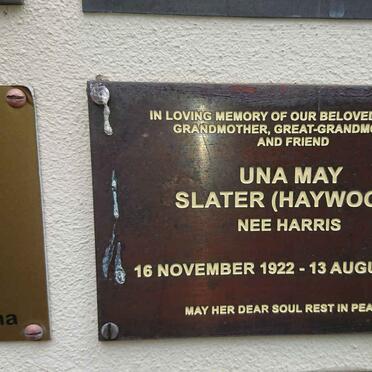 IN LOVING MEMORY OF OUR BELOVED
GRANDMOTHER, GREAT-GRANDMO
AND FRIEND
UNA MAY
SLATER (HAYWOO
NEE HARRIS
16 NOVEMBER 1922 - 13 AUGU
MAY HER DEAR SOUL REST IN PEA
na